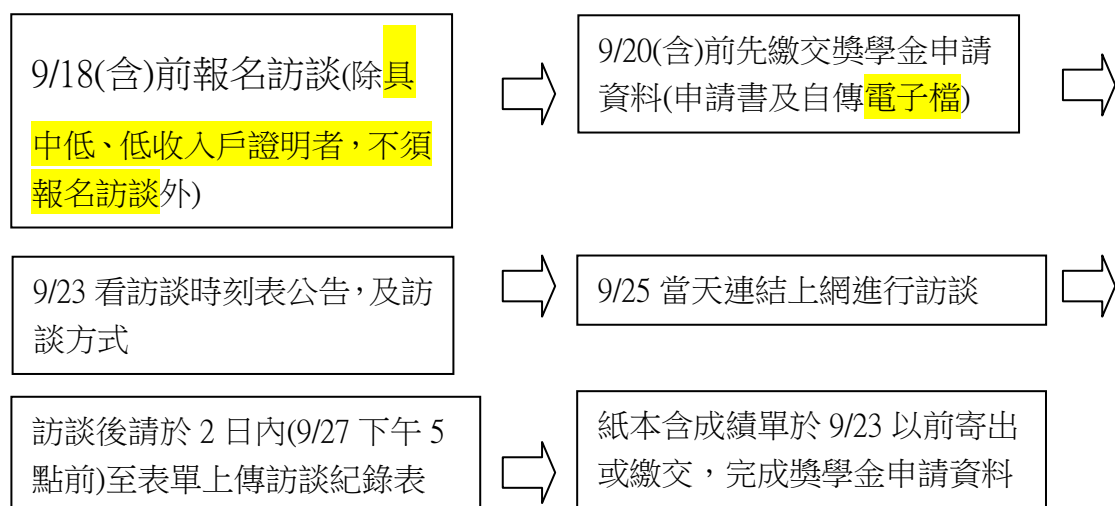 9/18(含)前報名訪談(除具
中低、低收入戶證明者，不須
報名訪談外)
9/20(含)前先繳交獎學金申請
資料(申請書及自傳電子檔)
9/23 看訪談時刻表公告，及訪
談方式
9/25 當天連結上網進行訪談
訪談後請於 2 日內(9/27 下午 5
點前)至表單上傳訪談紀錄表
紙本含成績單於 9/23 以前寄出
或繳交，完成獎學金申請資料